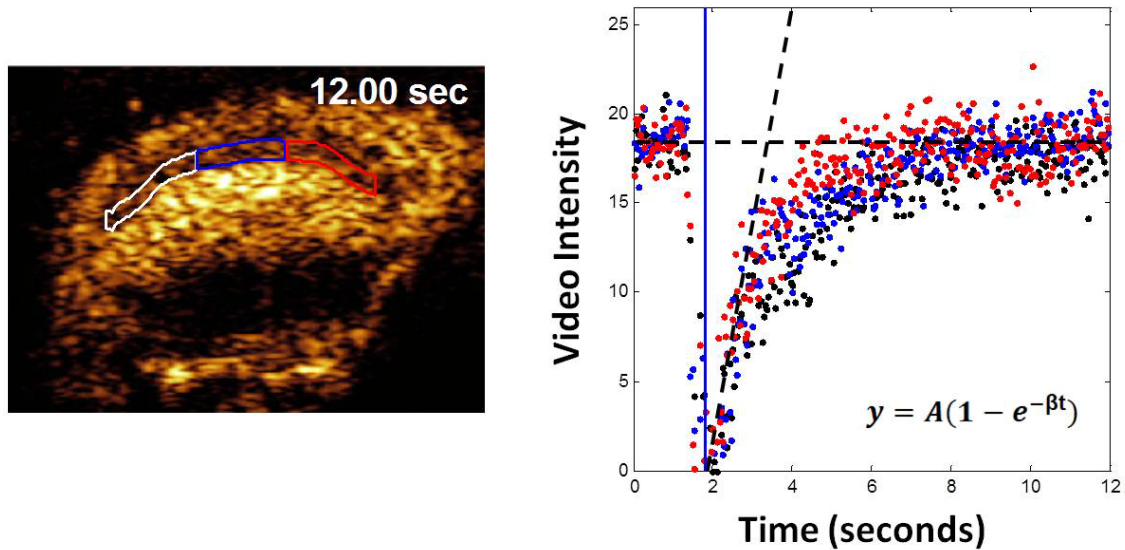 12.00 sec
Video Intensity
25
20
15
10
5
0
y = A(1 − e^{−βt})
0 2 4 6 8 10 12
Time (seconds)